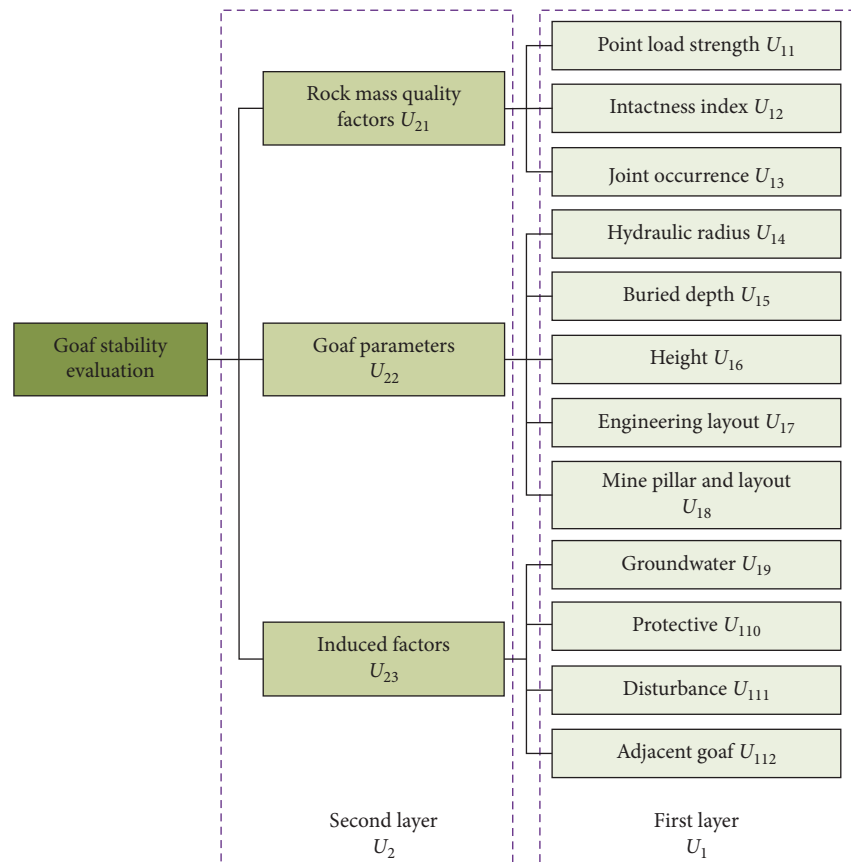 Goaf stability
evaluation
Rock mass quality
factors U₂₁
Goaf parameters
U₂₂
Induced factors
U₂₃
Second layer
U₂
Point load strength U₁₁
Intactness index U₁₂
Joint occurrence U₁₃
Hydraulic radius U₁₄
Buried depth U₁₅
Height U₁₆
Engineering layout U₁₇
Mine pillar and layout
U₁₈
Groundwater U₁₉
Protective U₁₁₀
Disturbance U₁₁₁
Adjacent goaf U₁₁₂
First layer
U₁